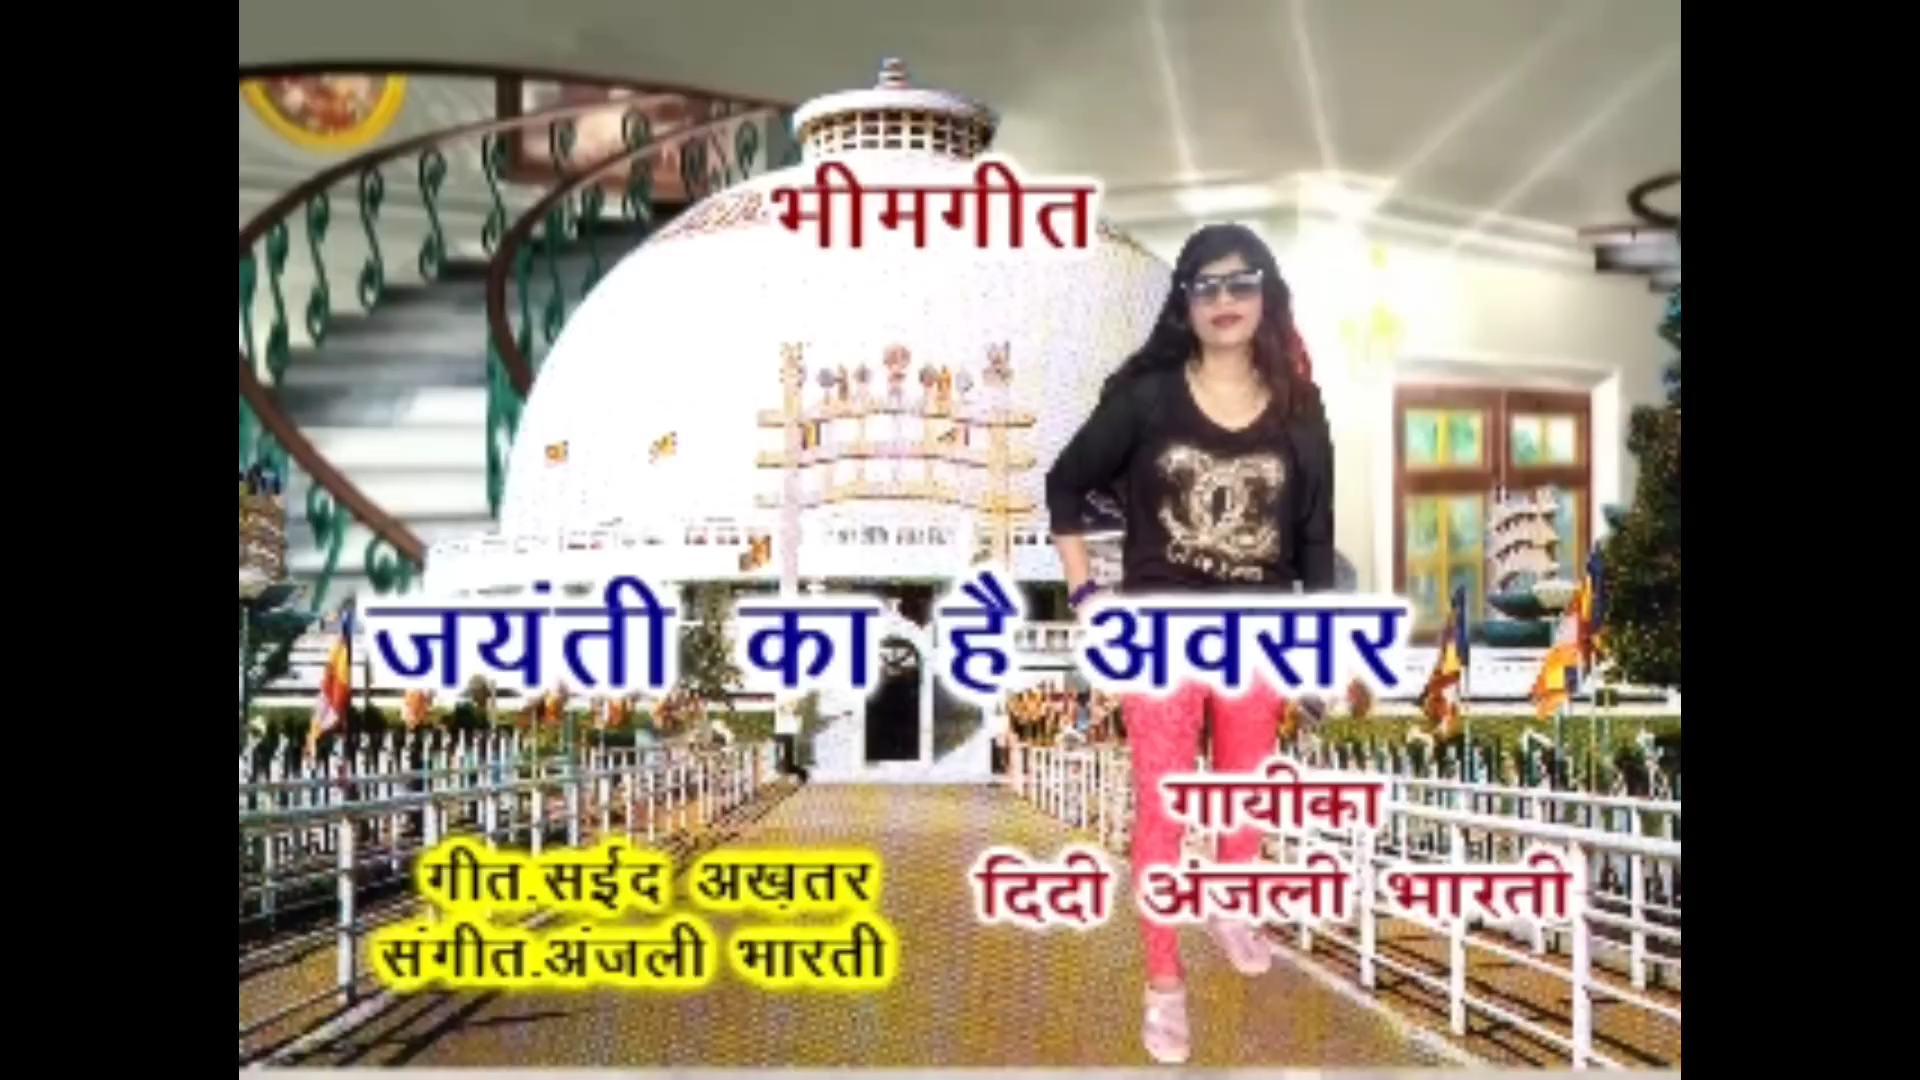 भीमगीत
जयंती का है अवसर
गायीका
दिदी अंजली भारती
गीत.सईद अख़तर
संगीत.अंजली भारती